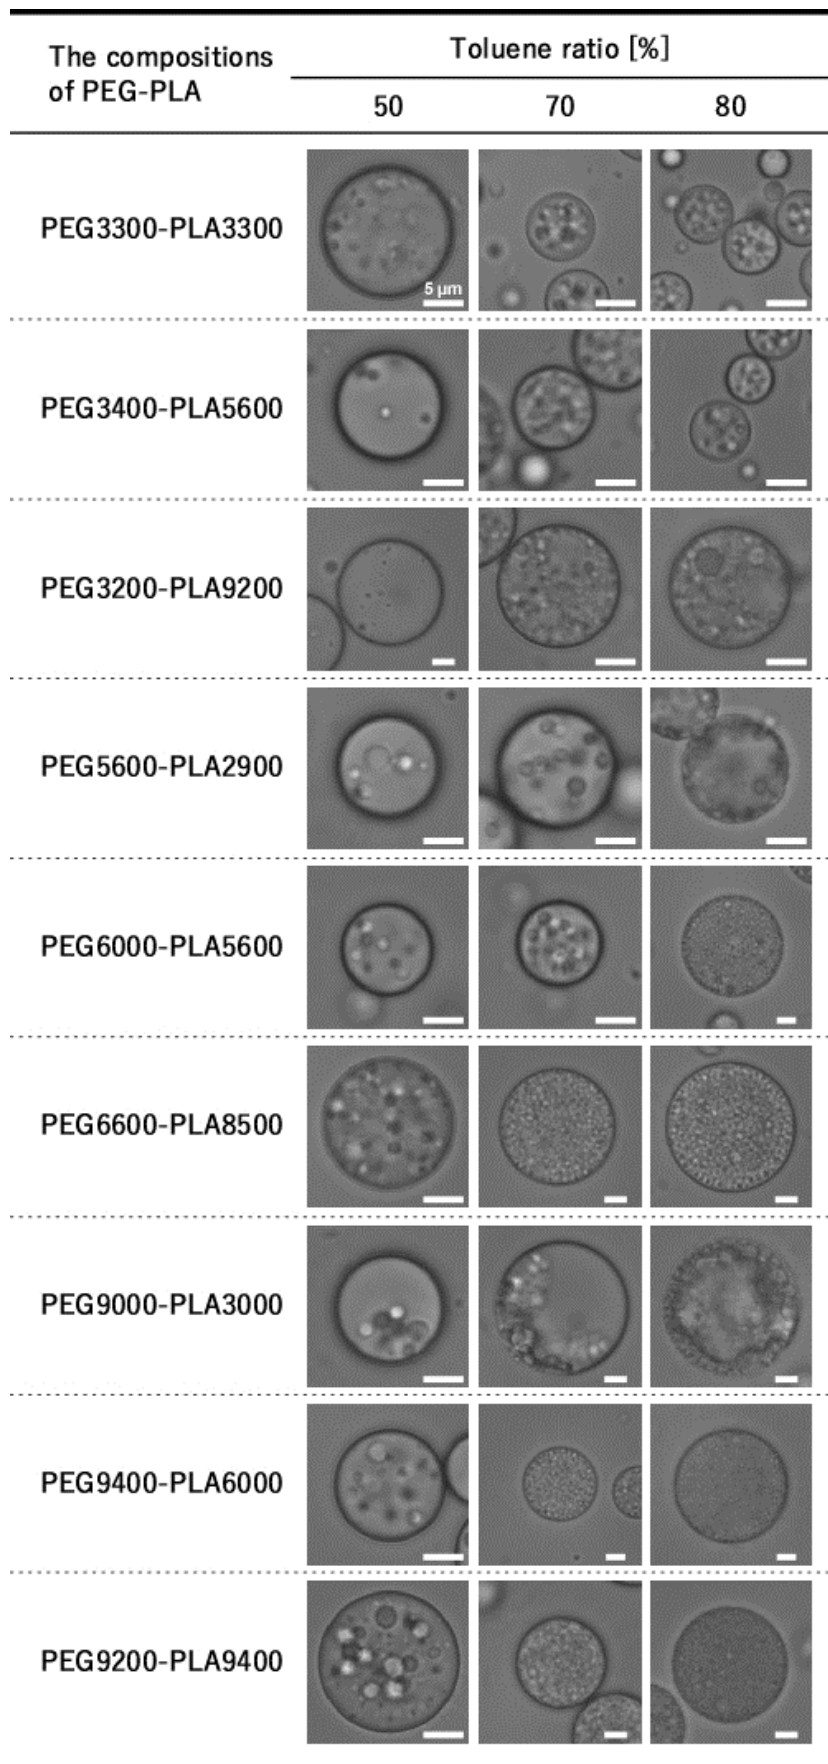 The compositions
of PEG-PLA
Toluene ratio [%]
50 70 80
PEG3300-PLA3300
5 µm
PEG3400-PLA5600
PEG3200-PLA9200
PEG5600-PLA2900
PEG6000-PLA5600
PEG6600-PLA8500
PEG9000-PLA3000
PEG9400-PLA6000
PEG9200-PLA9400